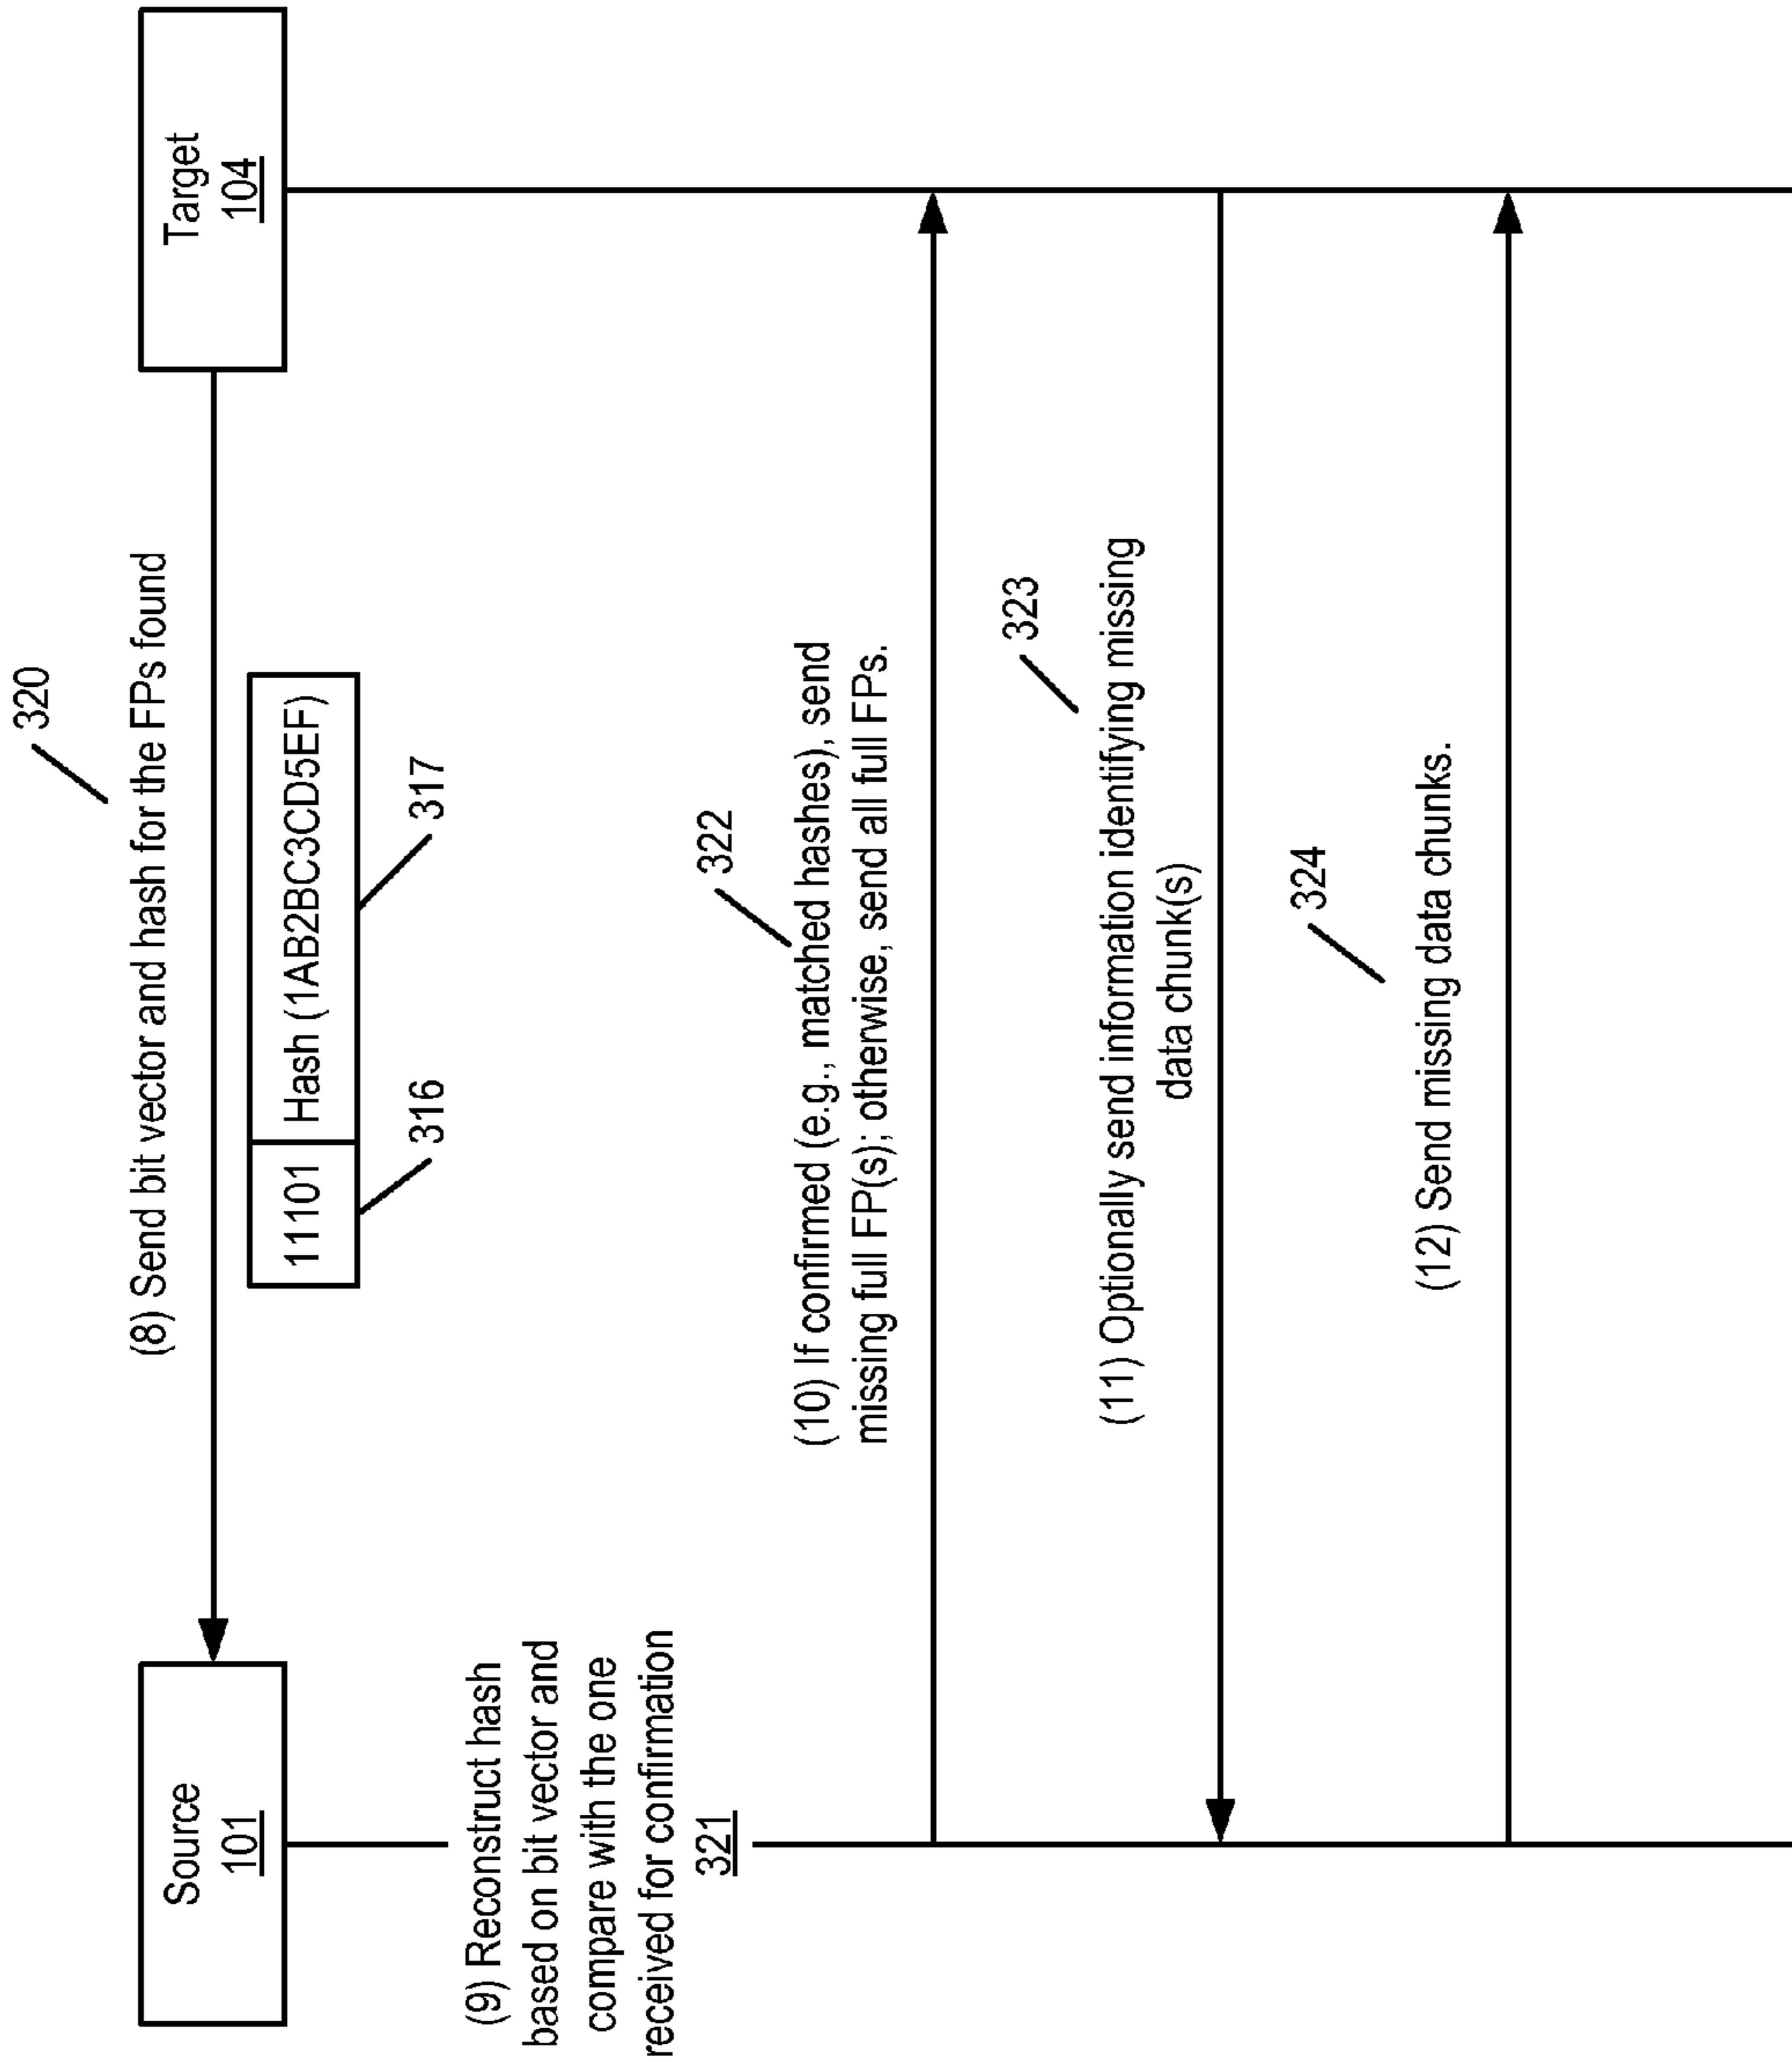 320
(8) Send bit vector and hash for the FPs found
Source
101
Target
104
11101
Hash (1AB2BC3CD5EF)
316
317
(9) Reconstruct hash
based on bit vector and
compare with the one
received for confirmation
321
322
(10) If confirmed (e.g., matched hashes), send
missing full FP(s); otherwise, send all full FPs.
323
(11) Optionally send information identifying missing
data chunk(s)
324
(12) Send missing data chunks.